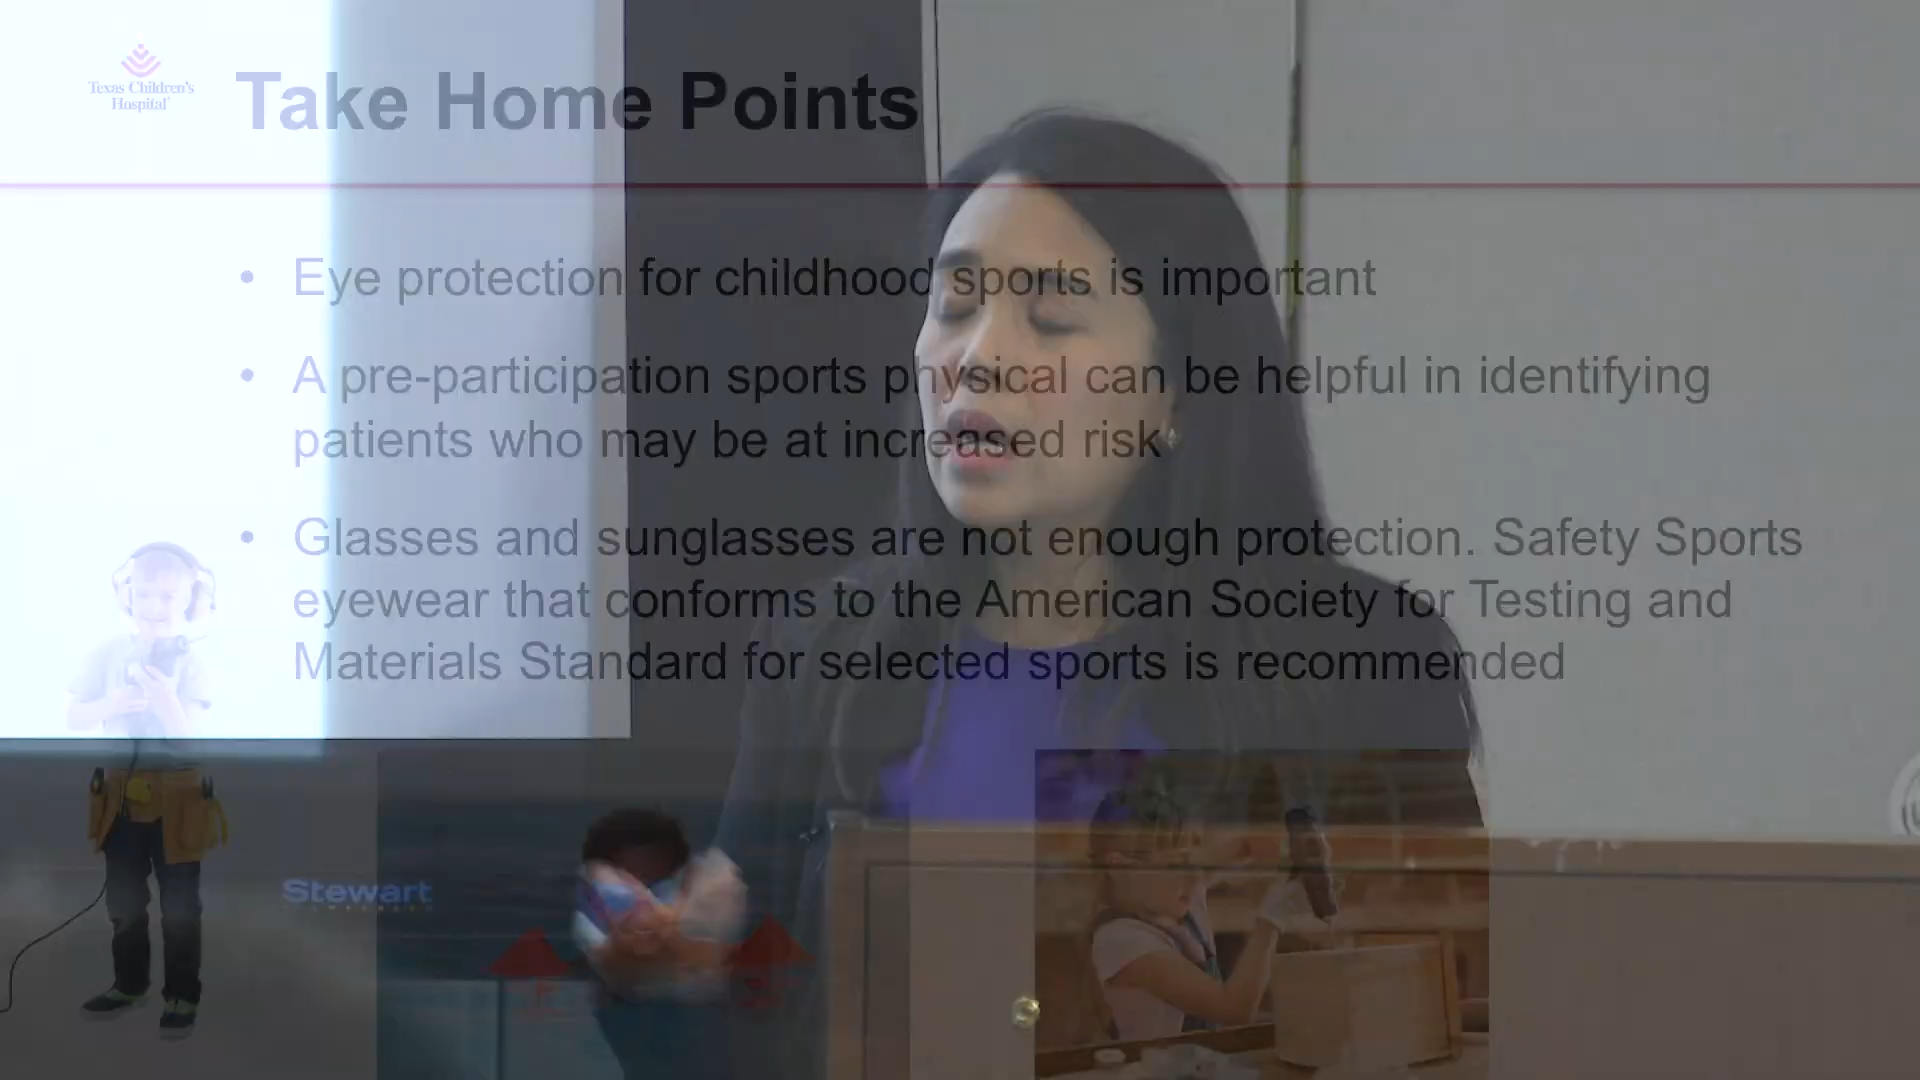 Texas Children's
Hospital
Take Home Points
• Eye protection for childhood sports is important
• A pre-participation sports physical can be helpful in identifying
patients who may be at increased risk
• Glasses and sunglasses are not enough protection. Safety Sports
eyewear that conforms to the American Society for Testing and
Materials Standard for selected sports is recommended
Stewart